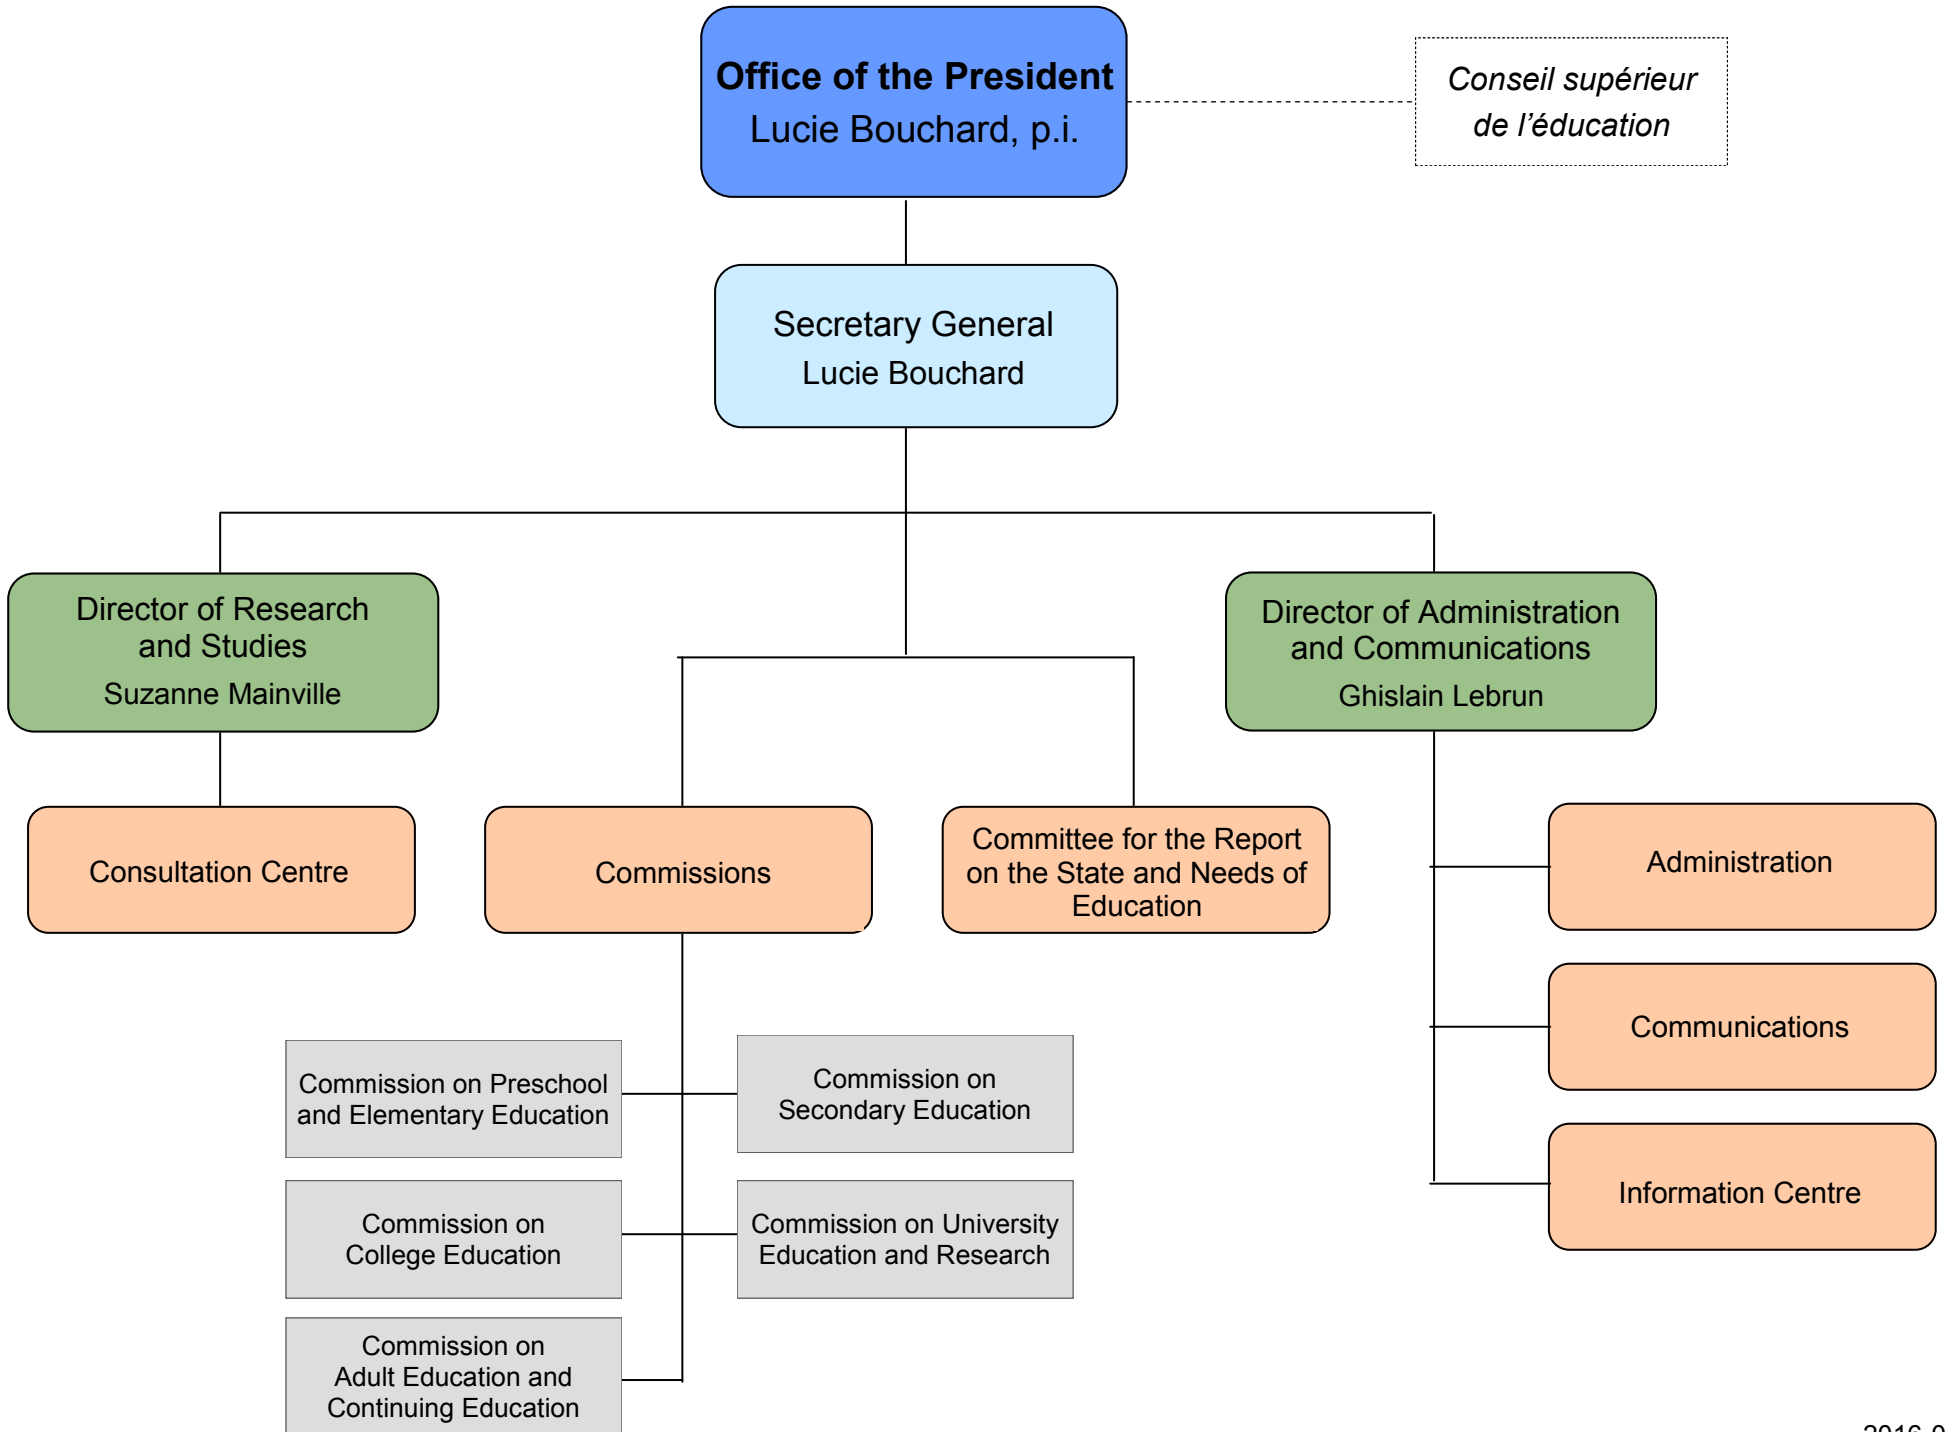 Office of the President
Lucie Bouchard, p.i.
Conseil supérieur
de l’éducation
Secretary General
Lucie Bouchard
Director of Research
and Studies
Suzanne Mainville
Director of Administration
and Communications
Ghislain Lebrun
Consultation Centre
Commissions
Committee for the Report
on the State and Needs of
Education
Administration
Communications
Information Centre
Commission on Preschool
and Elementary Education
Commission on
Secondary Education
Commission on
College Education
Commission on University
Education and Research
Commission on
Adult Education and
Continuing Education